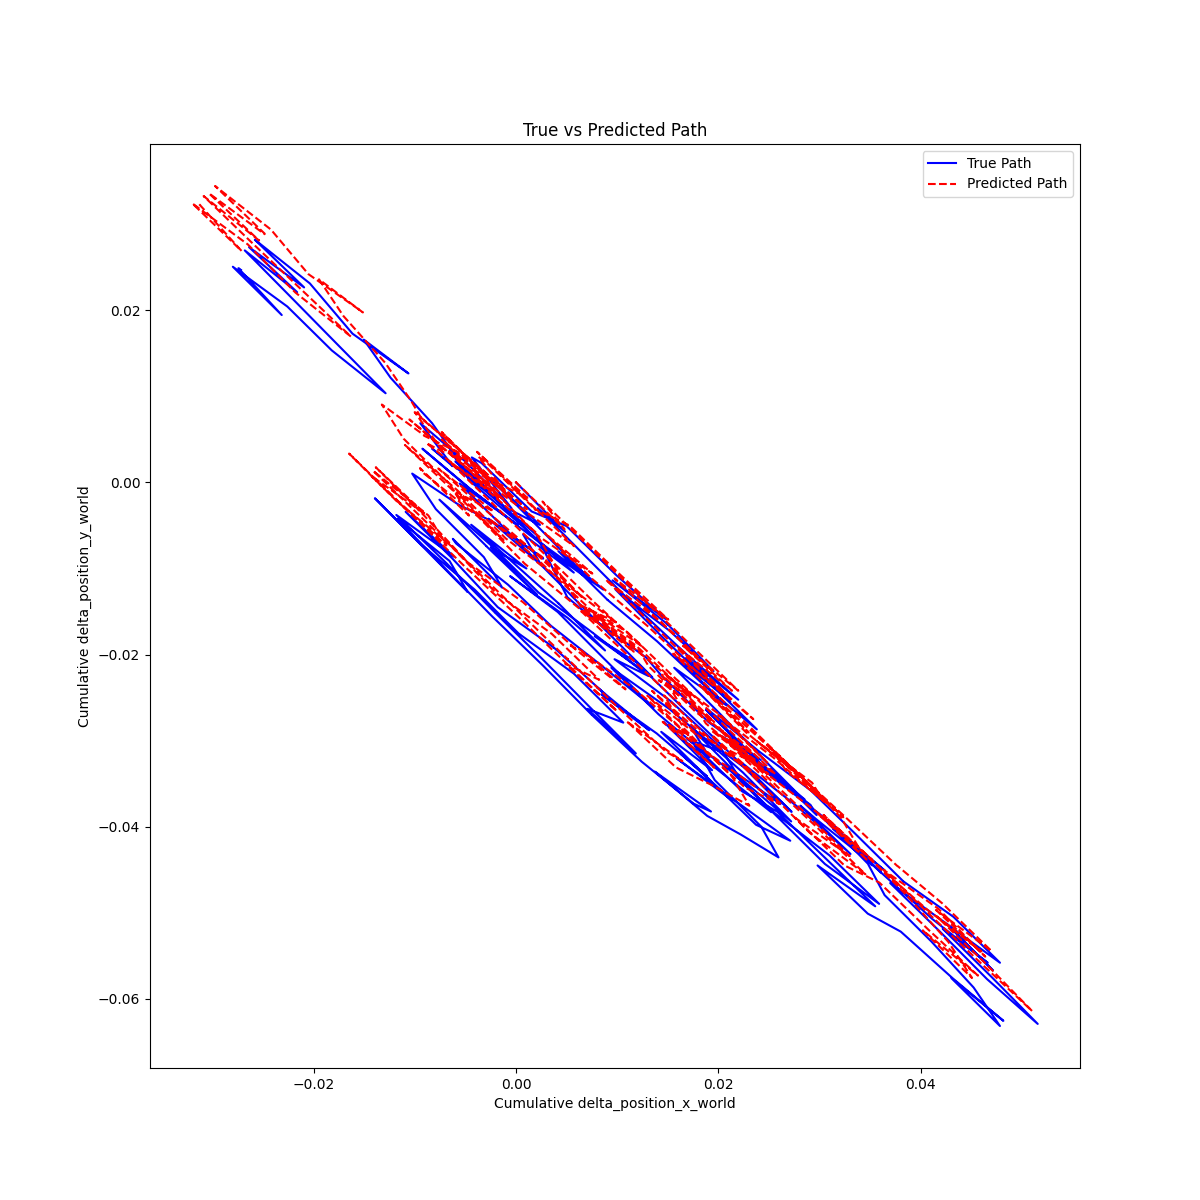 True vs Predicted Path
True Path
Predicted Path
0.02
0.00
−0.02
−0.04
−0.06
Cumulative delta_position_y_world
−0.02
0.00
0.02
0.04
Cumulative delta_position_x_world